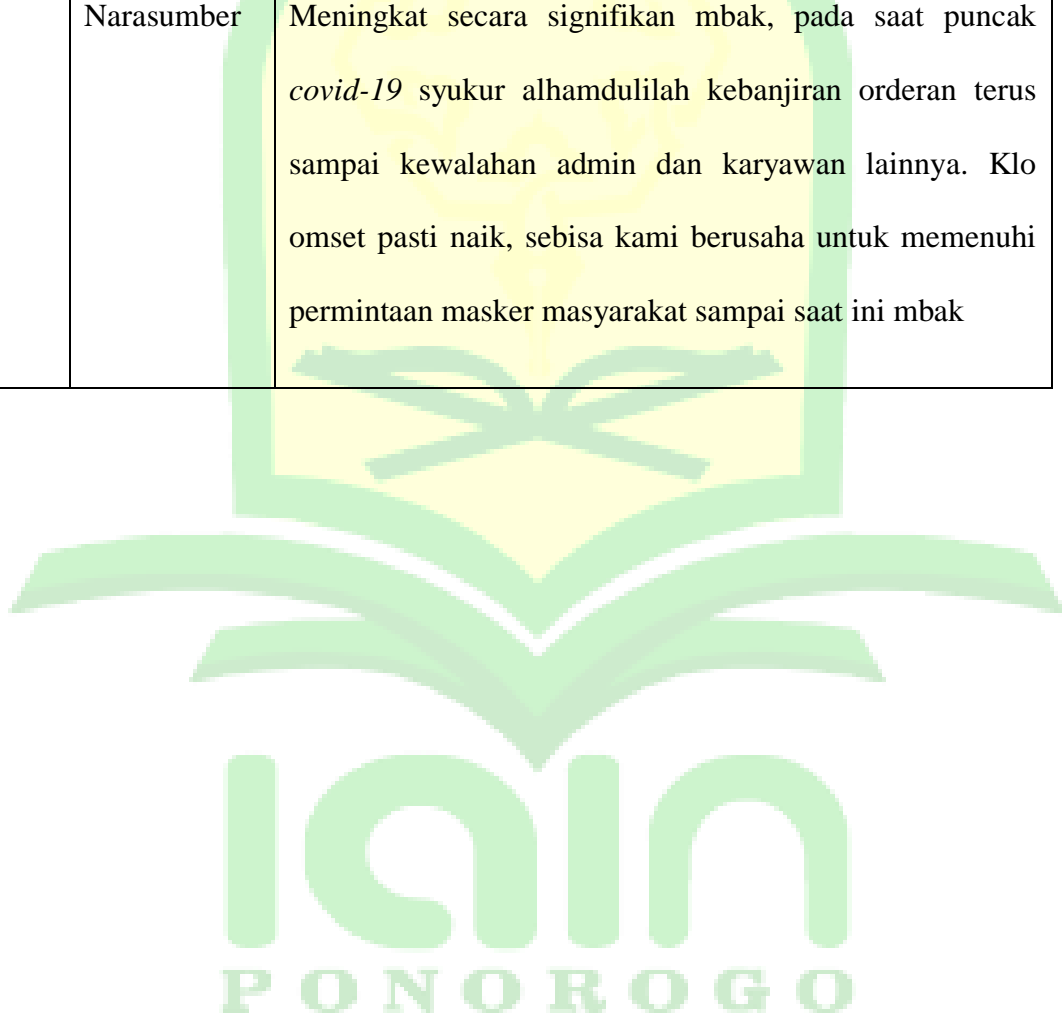 Narasumber Meningkat secara signifikan mbak, pada saat puncak
covid-19 syukur alhamdulilah kebanjiran orderan terus
sampai kewalahan admin dan karyawan lainnya. Klo
omset pasti naik, sebisa kami berusaha untuk memenuhi
permintaan masker masyarakat sampai saat ini mbak
iain
PONOROGO